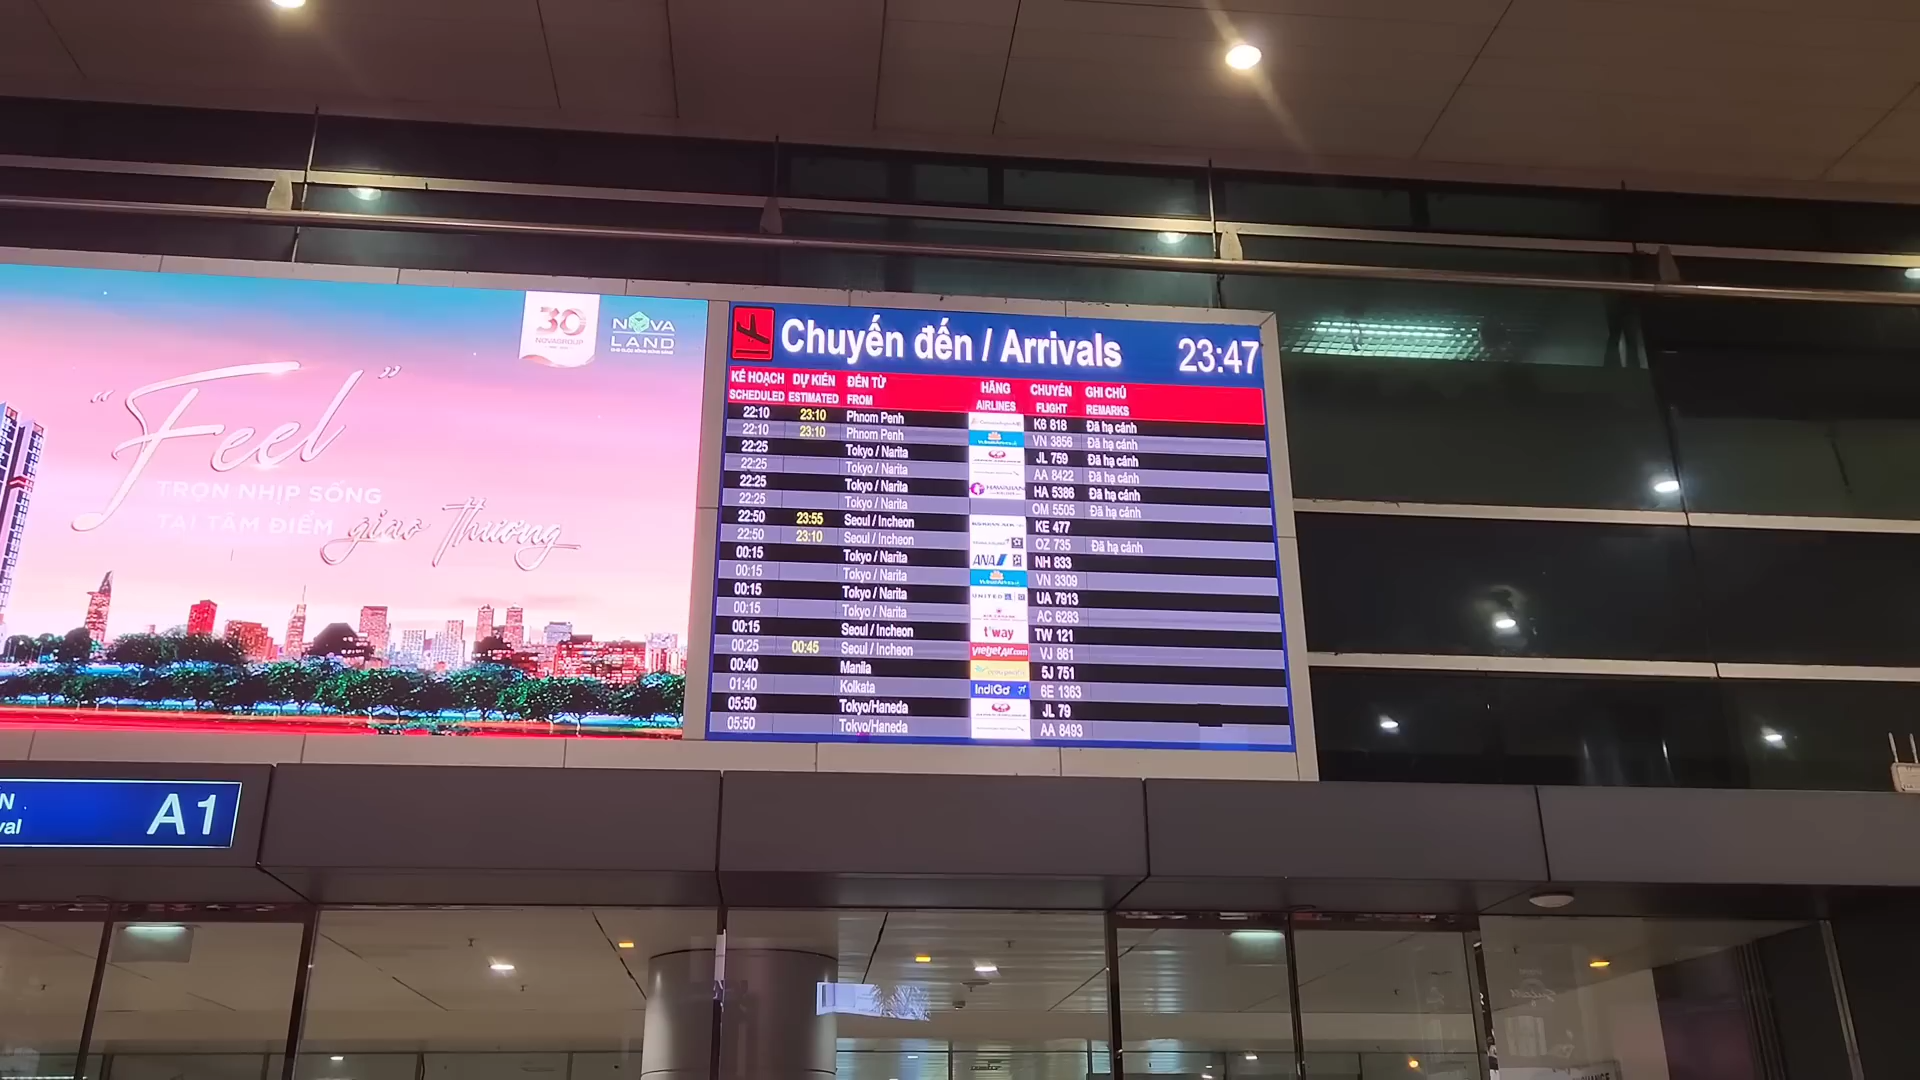 30
NOVAGROUP
NOVA
LAND
“Feel”
TRỌN NHỊP SỐNG
TẠI TÂM ĐIỂM giao thương
Chuyến đến / Arrivals 23:47
KẾ HOẠCH DỰ KIẾN ĐẾN TỪ HÃNG CHUYẾN GHI CHÚ
SCHEDULED ESTIMATED FROM AIRLINES FLIGHT REMARKS
22:10 23:10 Phnom Penh K6 818 Đã hạ cánh
22:10 23:10 Phnom Penh VN 3856 Đã hạ cánh
22:25 Tokyo / Narita JL 759 Đã hạ cánh
22:25 Tokyo / Narita AA 8422 Đã hạ cánh
22:25 Tokyo / Narita HAWAIIAN HA 5386 Đã hạ cánh
22:25 Tokyo / Narita OM 5505 Đã hạ cánh
22:50 23:55 Seoul / Incheon KE 477
22:50 23:10 Seoul / Incheon OZ 735 Đã hạ cánh
00:15 Tokyo / Narita ANA NH 833
00:15 Tokyo / Narita VN 3309
00:15 Tokyo / Narita UNITED UA 7913
00:15 Tokyo / Narita AC 6283
00:15 Seoul / Incheon t'way TW 121
00:25 00:45 Seoul / Incheon vietjetAir.com VJ 861
00:40 Manila 5J 751
01:40 Kolkata IndiGo 6E 1363
05:50 Tokyo/Haneda JL 79
05:50 Tokyo/Haneda AA 8493
A1